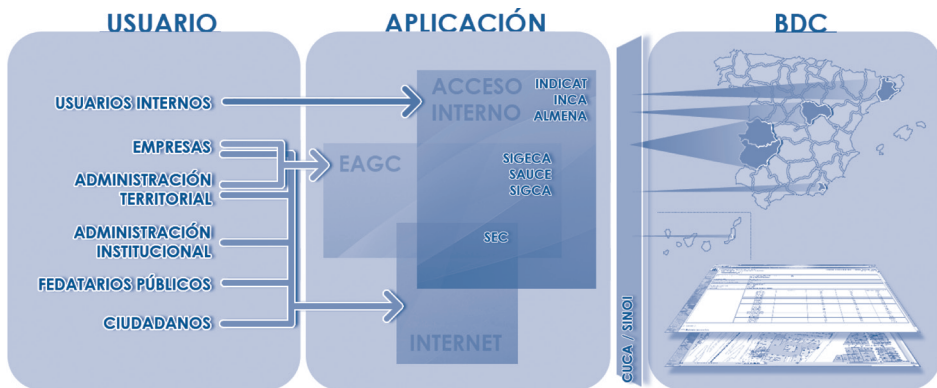 USUARIO
APLICACIÓN
BDC
USUARIOS INTERNOS
EMPRESAS
ADMINISTRACIÓN
TERRITORIAL
ADMINISTRACIÓN
INSTITUCIONAL
FEDATARIOS PÚBLICOS
CIUDADANOS
ACCESO
INTERNO
INDICAT
INCA
ALMENA
EAGC
SIGECA
SAUCE
SIGCA
SEC
INTERNET
CUCA / SINOI